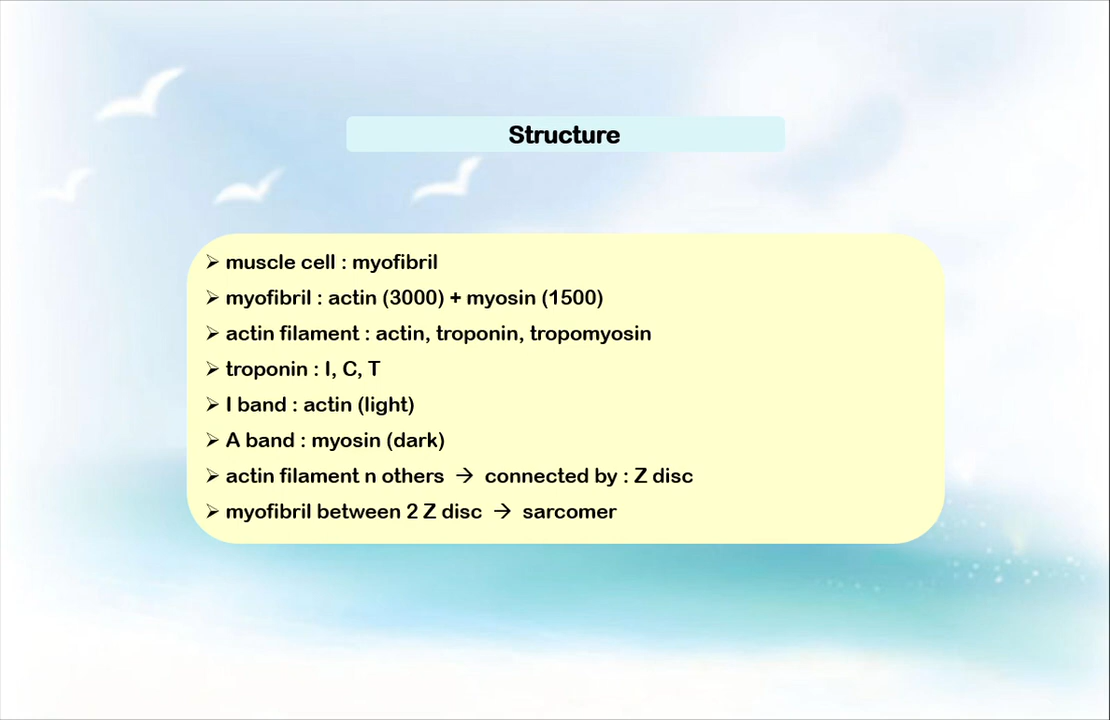 Structure
➢ muscle cell : myofibril
➢ myofibril : actin (3000) + myosin (1500)
➢ actin filament : actin, troponin, tropomyosin
➢ troponin : I, C, T
➢ I band : actin (light)
➢ A band : myosin (dark)
➢ actin filament n others → connected by : Z disc
➢ myofibril between 2 Z disc → sarcomer